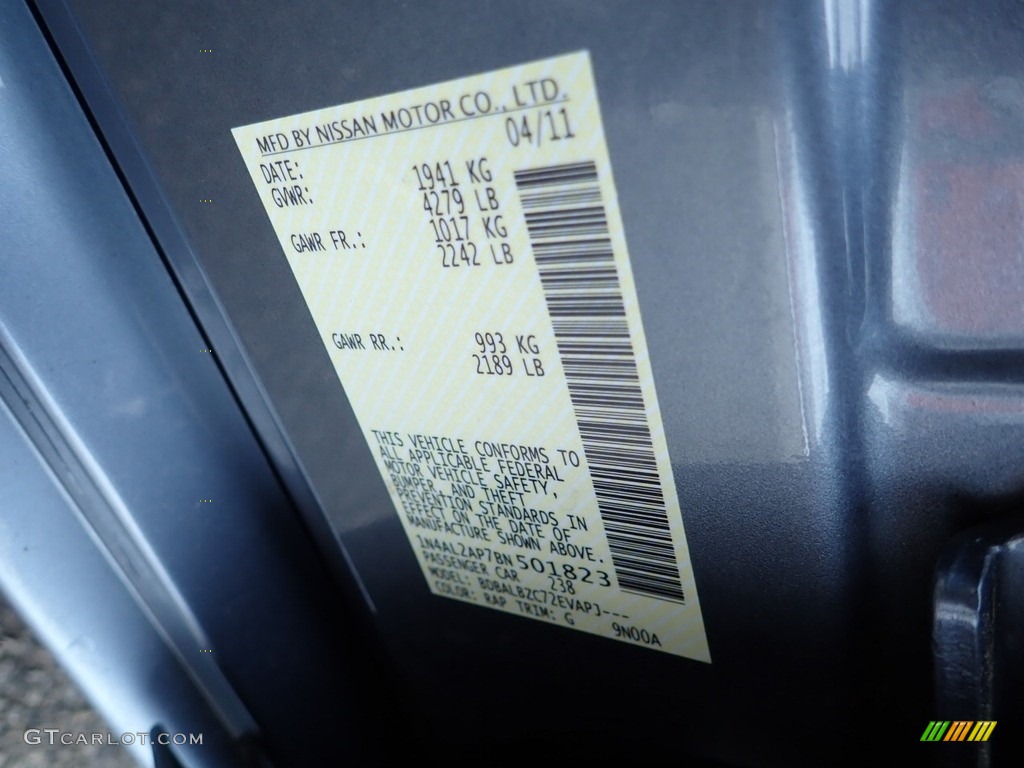 MFD BY NISSAN MOTOR CO., LTD.
DATE: 04/11
GVWR: 1941 KG
4279 LB
GAWR FR.: 1017 KG
2242 LB
GAWR RR.: 993 KG
2189 LB
THIS VEHICLE CONFORMS TO
ALL APPLICABLE FEDERAL
MOTOR VEHICLE SAFETY,
BUMPER, AND THEFT
PREVENTION STANDARDS IN
EFFECT ON THE DATE OF
MANUFACTURE SHOWN ABOVE.
1N4AL2AP7BN501823
PASSENGER CAR 238
MODEL: BDBALBZC72EVAPJ---
COLOR: RAP TRIM: G 9N00A
GTCARLOT.COM